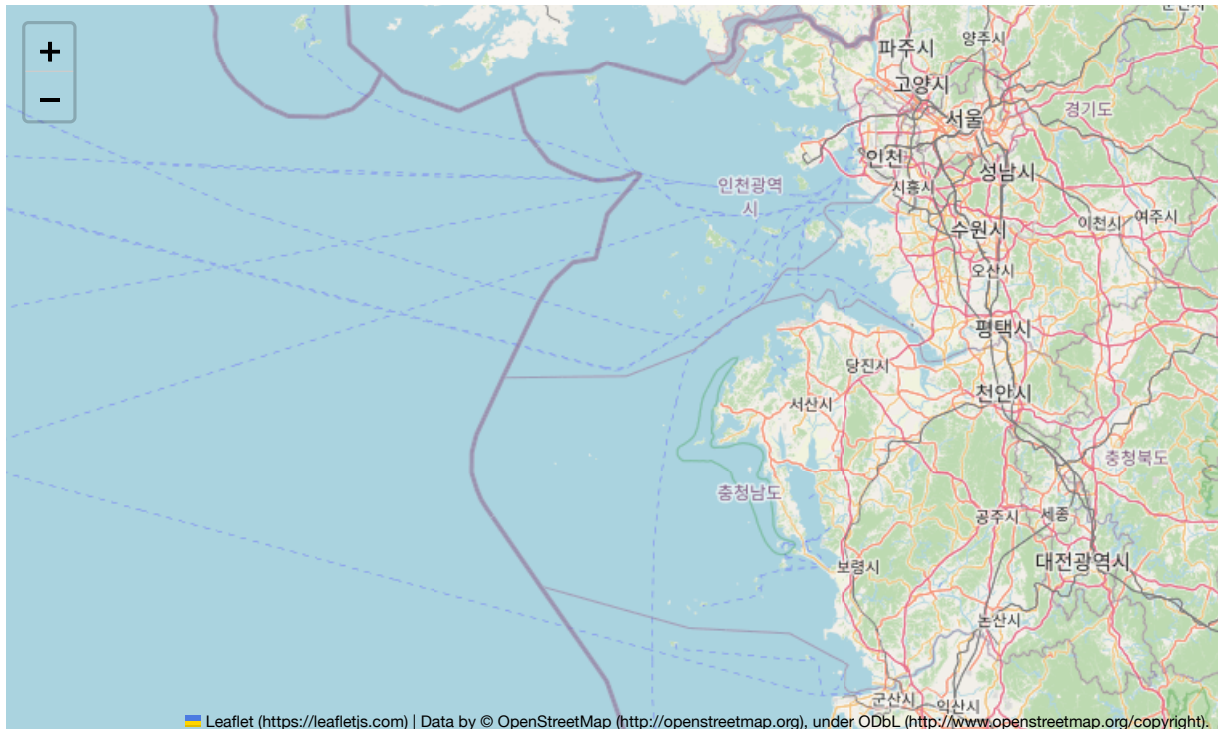 +
−
파주시
양주시
고양시
서울
경기도
인천
성남시
시흥시
인천광역
시
수원시
이천시
여주시
오산시
평택시
당진시
천안시
서산시
충청북도
충청남도
공주시
세종
대전광역시
보령시
논산시
군산시
익산시
Leaflet (https://leafletjs.com) | Data by © OpenStreetMap (http://openstreetmap.org), under ODbL (http://www.openstreetmap.org/copyright).